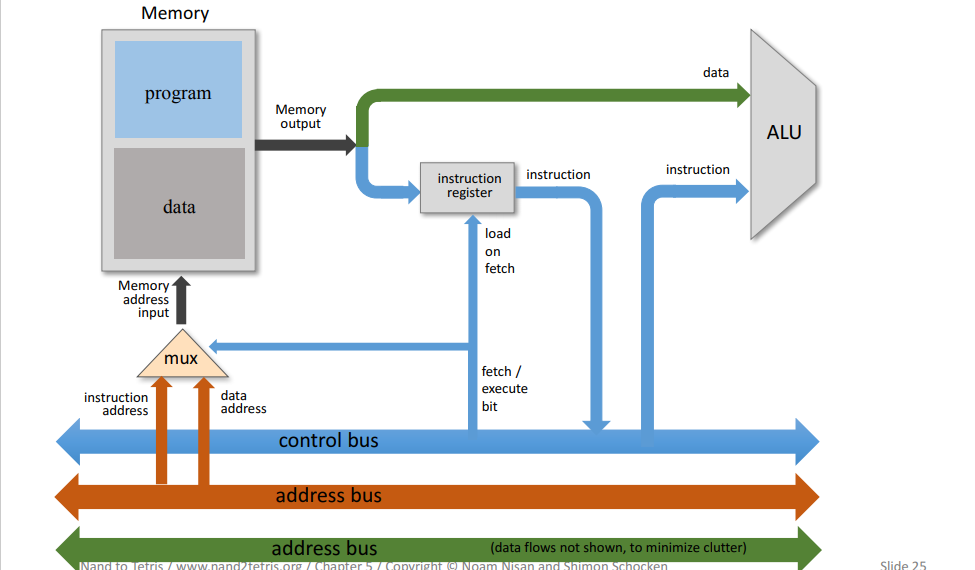 Memory
program
data
Memory
output
data
ALU
instruction
register
instruction
instruction
load
on
fetch
Memory
address
input
mux
fetch /
execute
bit
instruction
address
data
address
control bus
address bus
address bus
(data flows not shown, to minimize clutter)
Nand to Tetris / www.nand2tetris.org / Chapter 5 / Copyright © Noam Nisan and Shimon Schocken
Slide 25